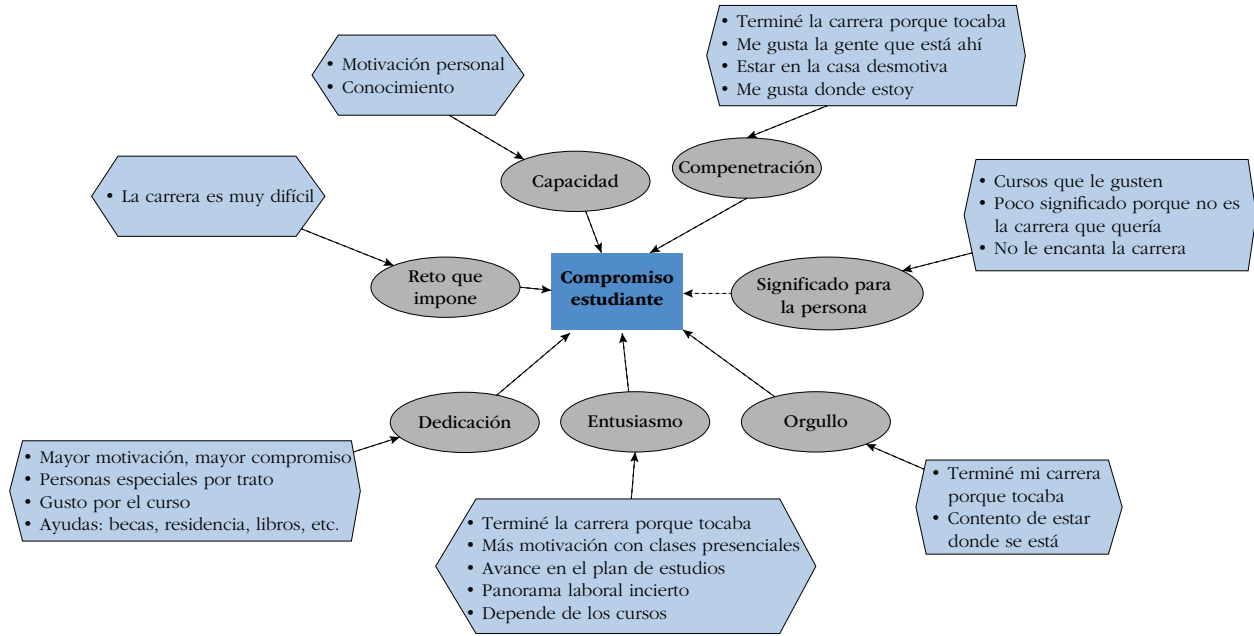 • Terminé la carrera porque tocaba
• Me gusta la gente que está ahí
• Estar en la casa desmotiva
• Me gusta donde estoy
• Motivación personal
• Conocimiento
Compenetración
Capacidad
• La carrera es muy difícil
• Cursos que le gusten
• Poco significado porque no es
la carrera que quería
• No le encanta la carrera
Reto que
impone
Compromiso
estudiante
Significado para
la persona
Dedicación
Entusiasmo
Orgullo
• Mayor motivación, mayor compromiso
• Personas especiales por trato
• Gusto por el curso
• Ayudas: becas, residencia, libros, etc.
• Terminé la carrera porque tocaba
• Más motivación con clases presenciales
• Avance en el plan de estudios
• Panorama laboral incierto
• Depende de los cursos
• Terminé mi carrera
porque tocaba
• Contento de estar
donde se está